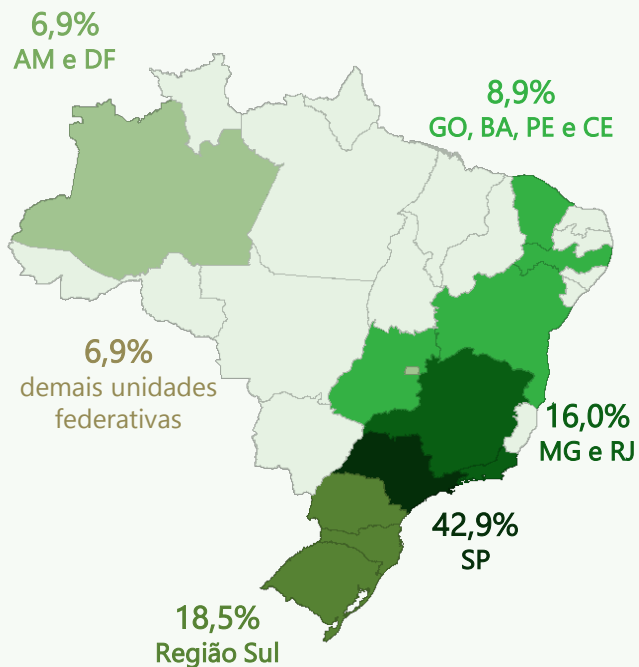 6,9%
AM e DF
8,9%
GO, BA, PE e CE
6,9%
demais unidades
federativas
16,0%
MG e RJ
42,9%
SP
18,5%
Região Sul